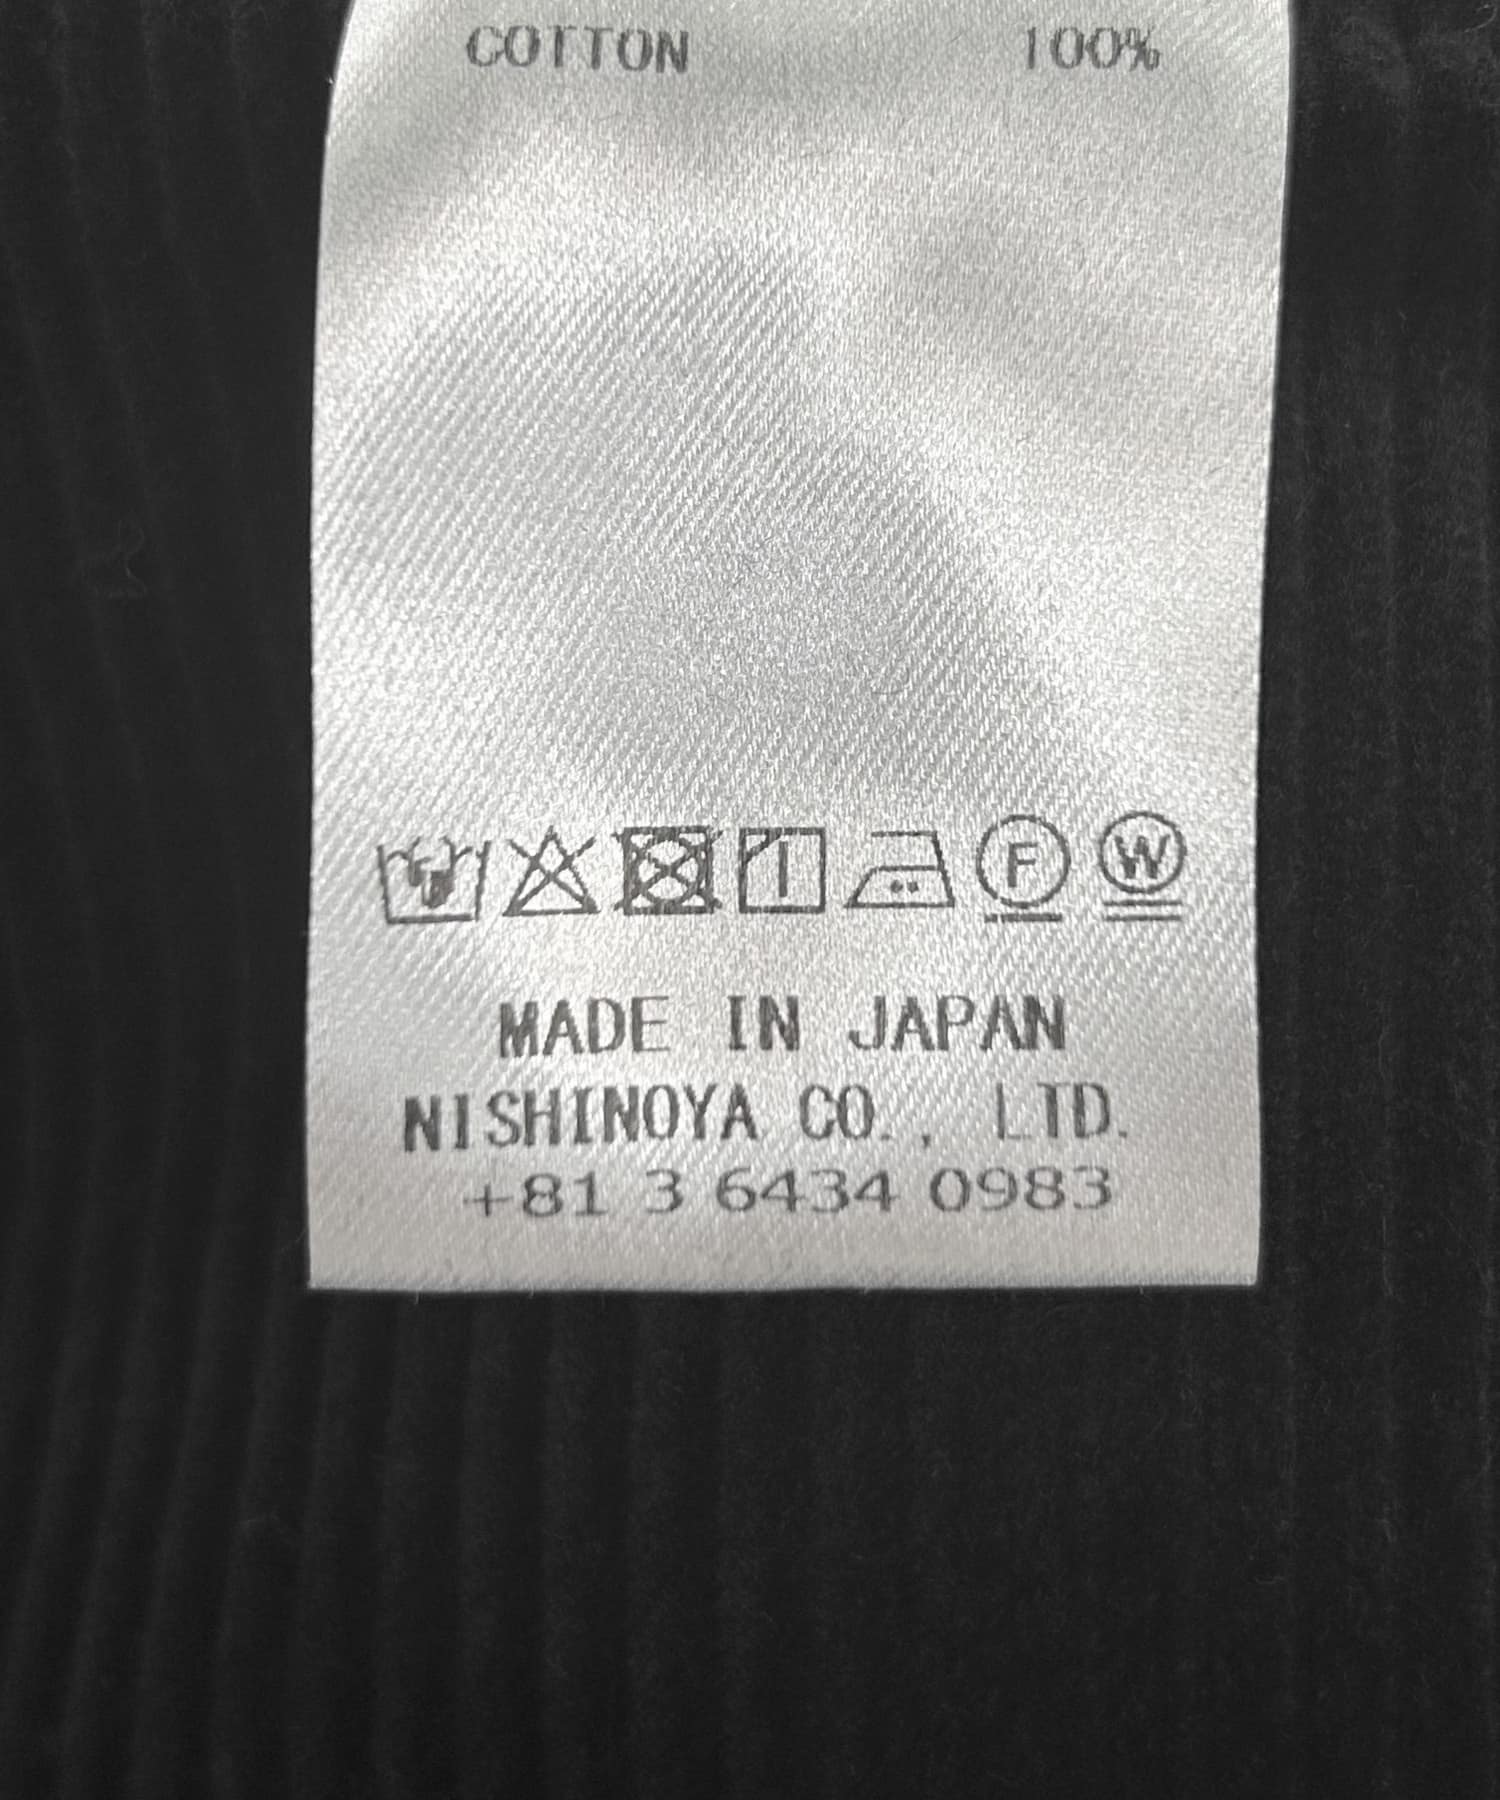 COTTON 100%
F W
MADE IN JAPAN
NISHINOYA CO., LTD.
+81 3 6434 0983